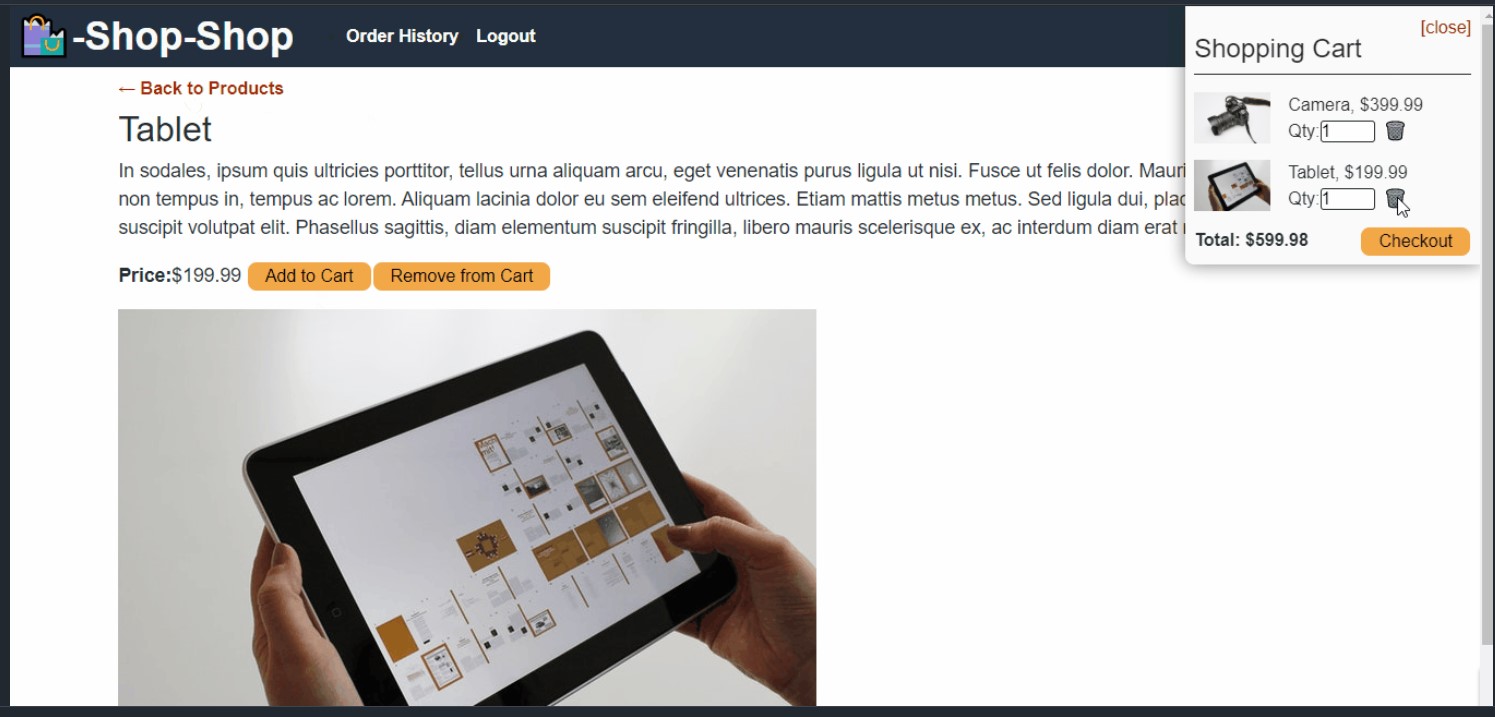 -Shop-Shop
Order History Logout
← Back to Products
Tablet
In sodales, ipsum quis ultricies porttitor, tellus urna aliquam arcu, eget venenatis purus ligula ut nisi. Fusce ut felis dolor.
non tempus in, tempus ac lorem. Aliquam lacinia dolor eu sem eleifend ultrices. Etiam mattis metus metus. Sed ligula dui,
suscipit volutpat elit. Phasellus sagittis, diam elementum suscipit fringilla, libero mauris scelerisque ex, ac interdum diam erat
Price:$199.99 Add to Cart Remove from Cart
[close]
Shopping Cart
Camera, $399.99
Qty:1
Tablet, $199.99
Qty:1
Total: $599.98 Checkout